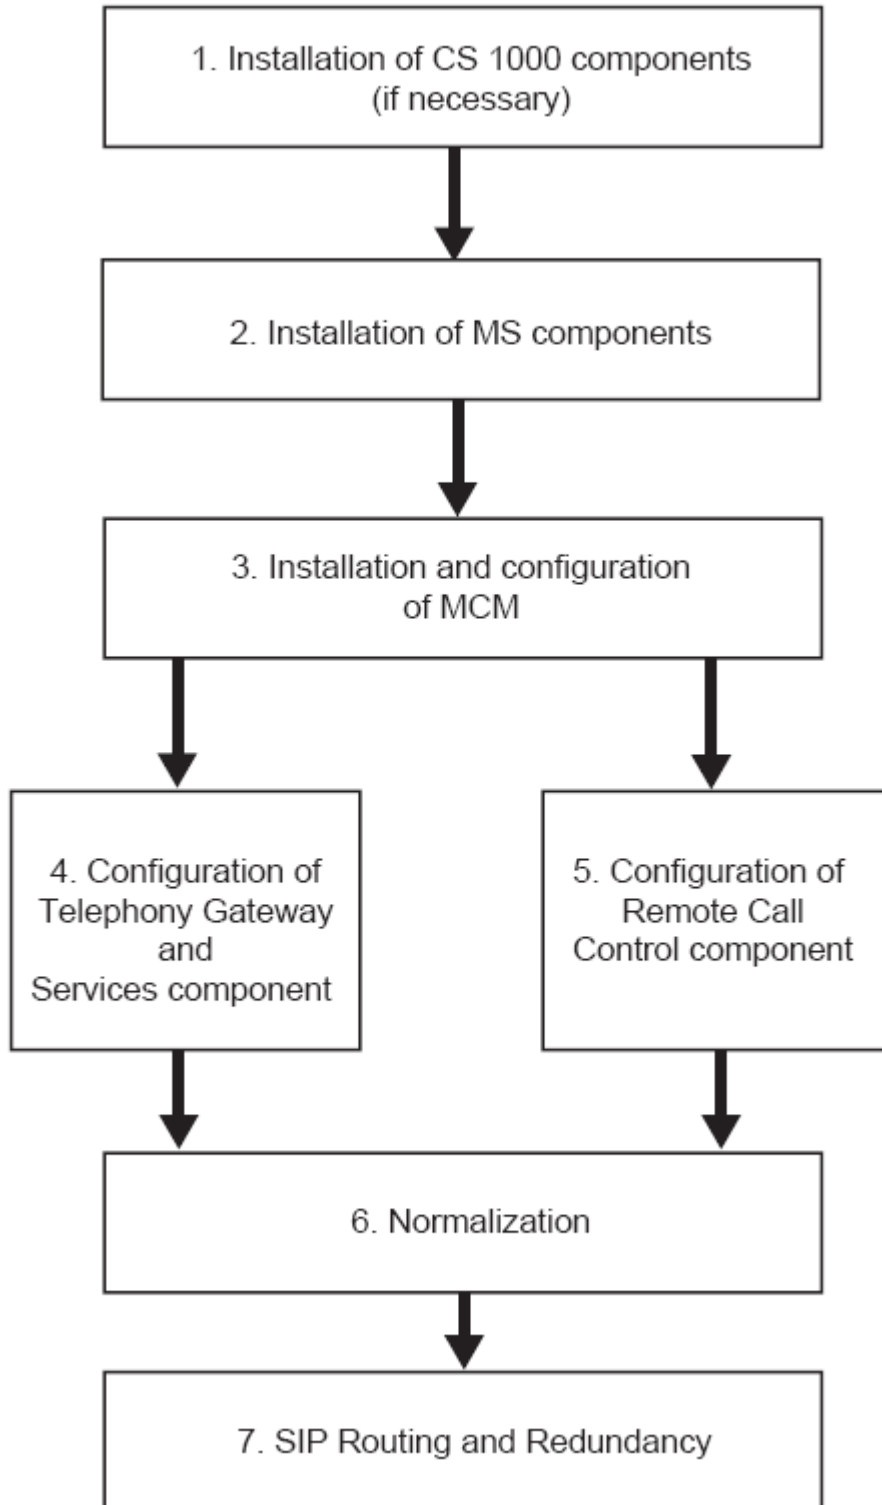 1. Installation of CS 1000 components
(if necessary)
2. Installation of MS components
3. Installation and configuration
of MCM
4. Configuration of
Telephony Gateway
and
Services component
5. Configuration of
Remote Call
Control component
6. Normalization
7. SIP Routing and Redundancy